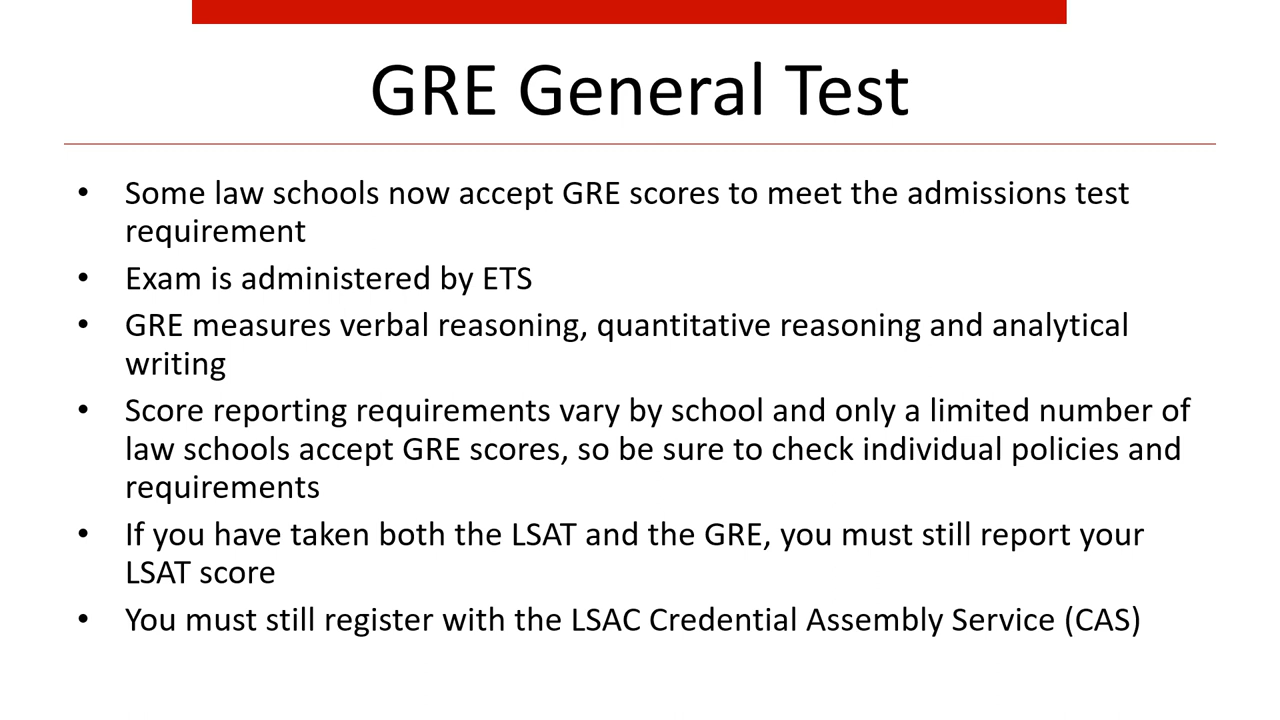 GRE General Test
• Some law schools now accept GRE scores to meet the admissions test
requirement
• Exam is administered by ETS
• GRE measures verbal reasoning, quantitative reasoning and analytical
writing
• Score reporting requirements vary by school and only a limited number of
law schools accept GRE scores, so be sure to check individual policies and
requirements
• If you have taken both the LSAT and the GRE, you must still report your
LSAT score
• You must still register with the LSAC Credential Assembly Service (CAS)